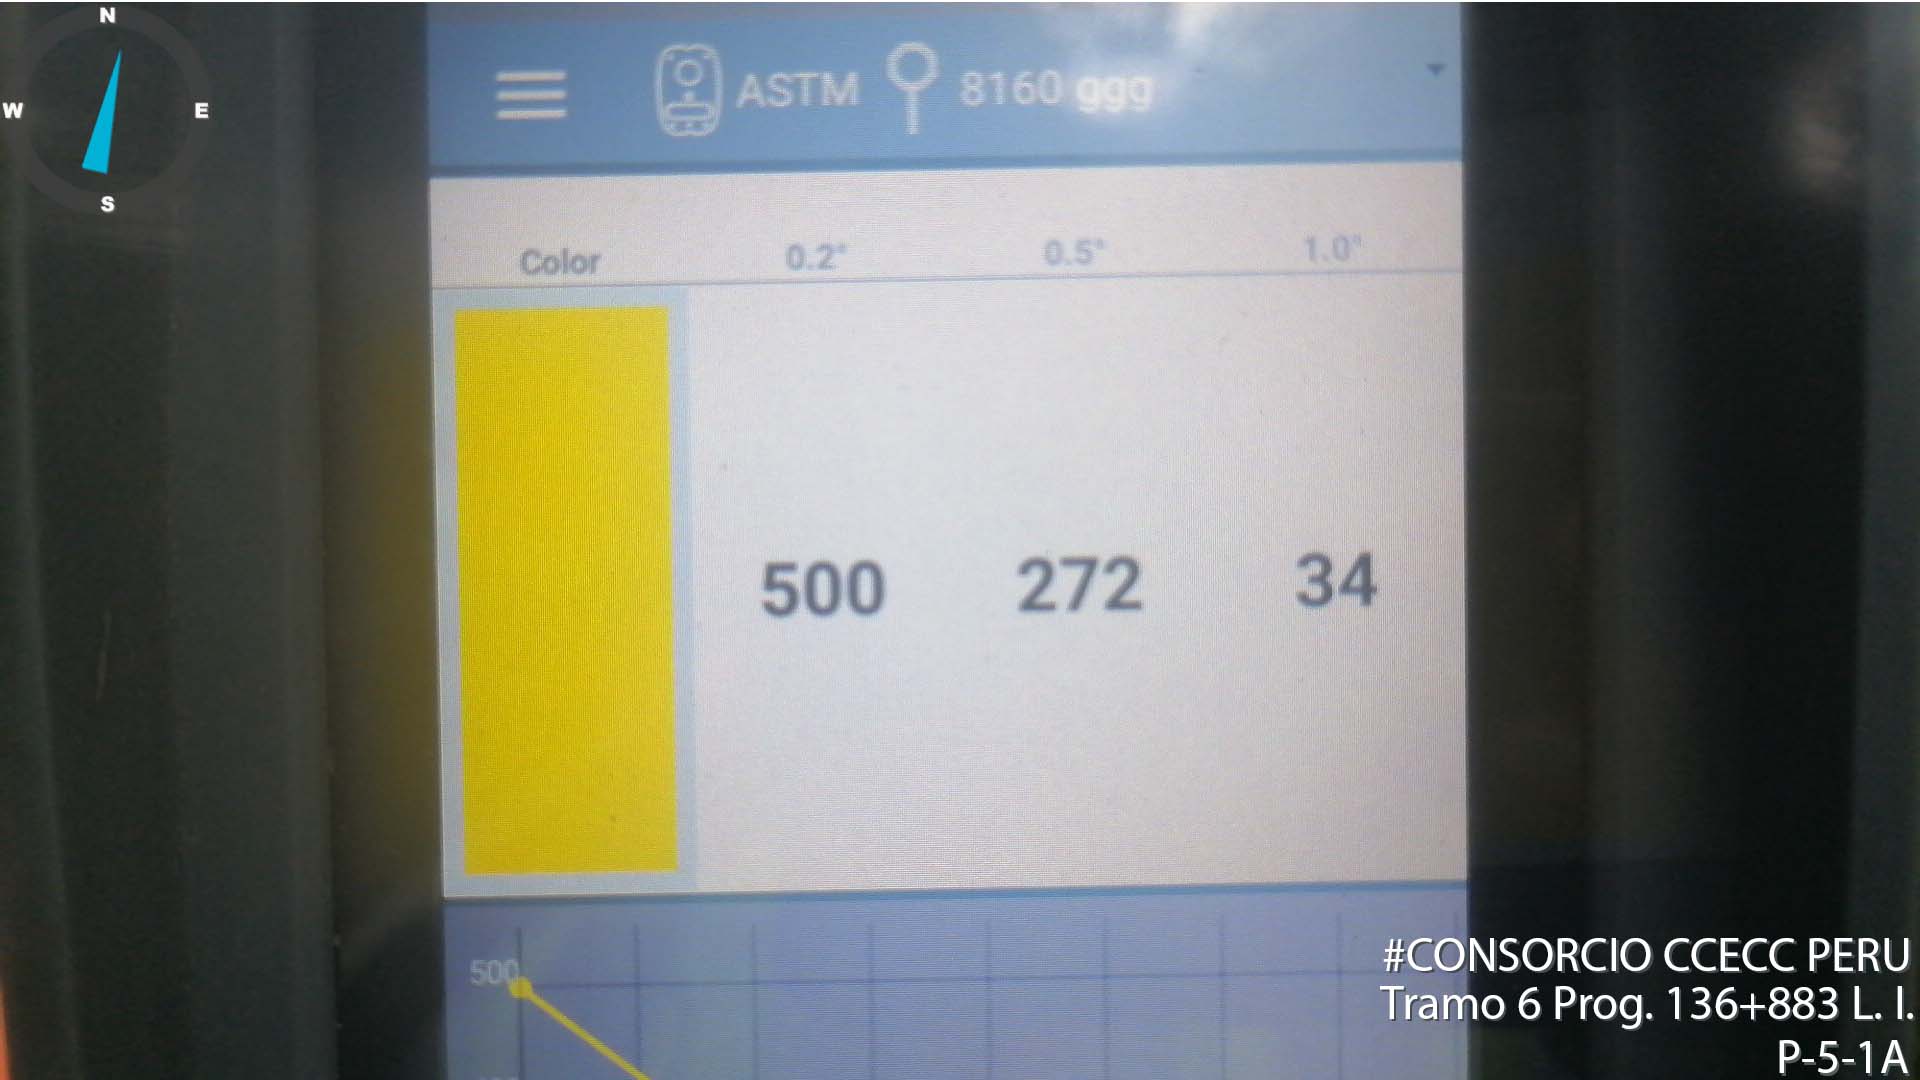 N
W
E
S
ASTM
8160 ggg
Color
0.2°
0.5°
1.0°
500
272
34
500
#CONSORCIO CCECC PERU
Tramo 6 Prog. 136+883 L. I.
P-5-1A